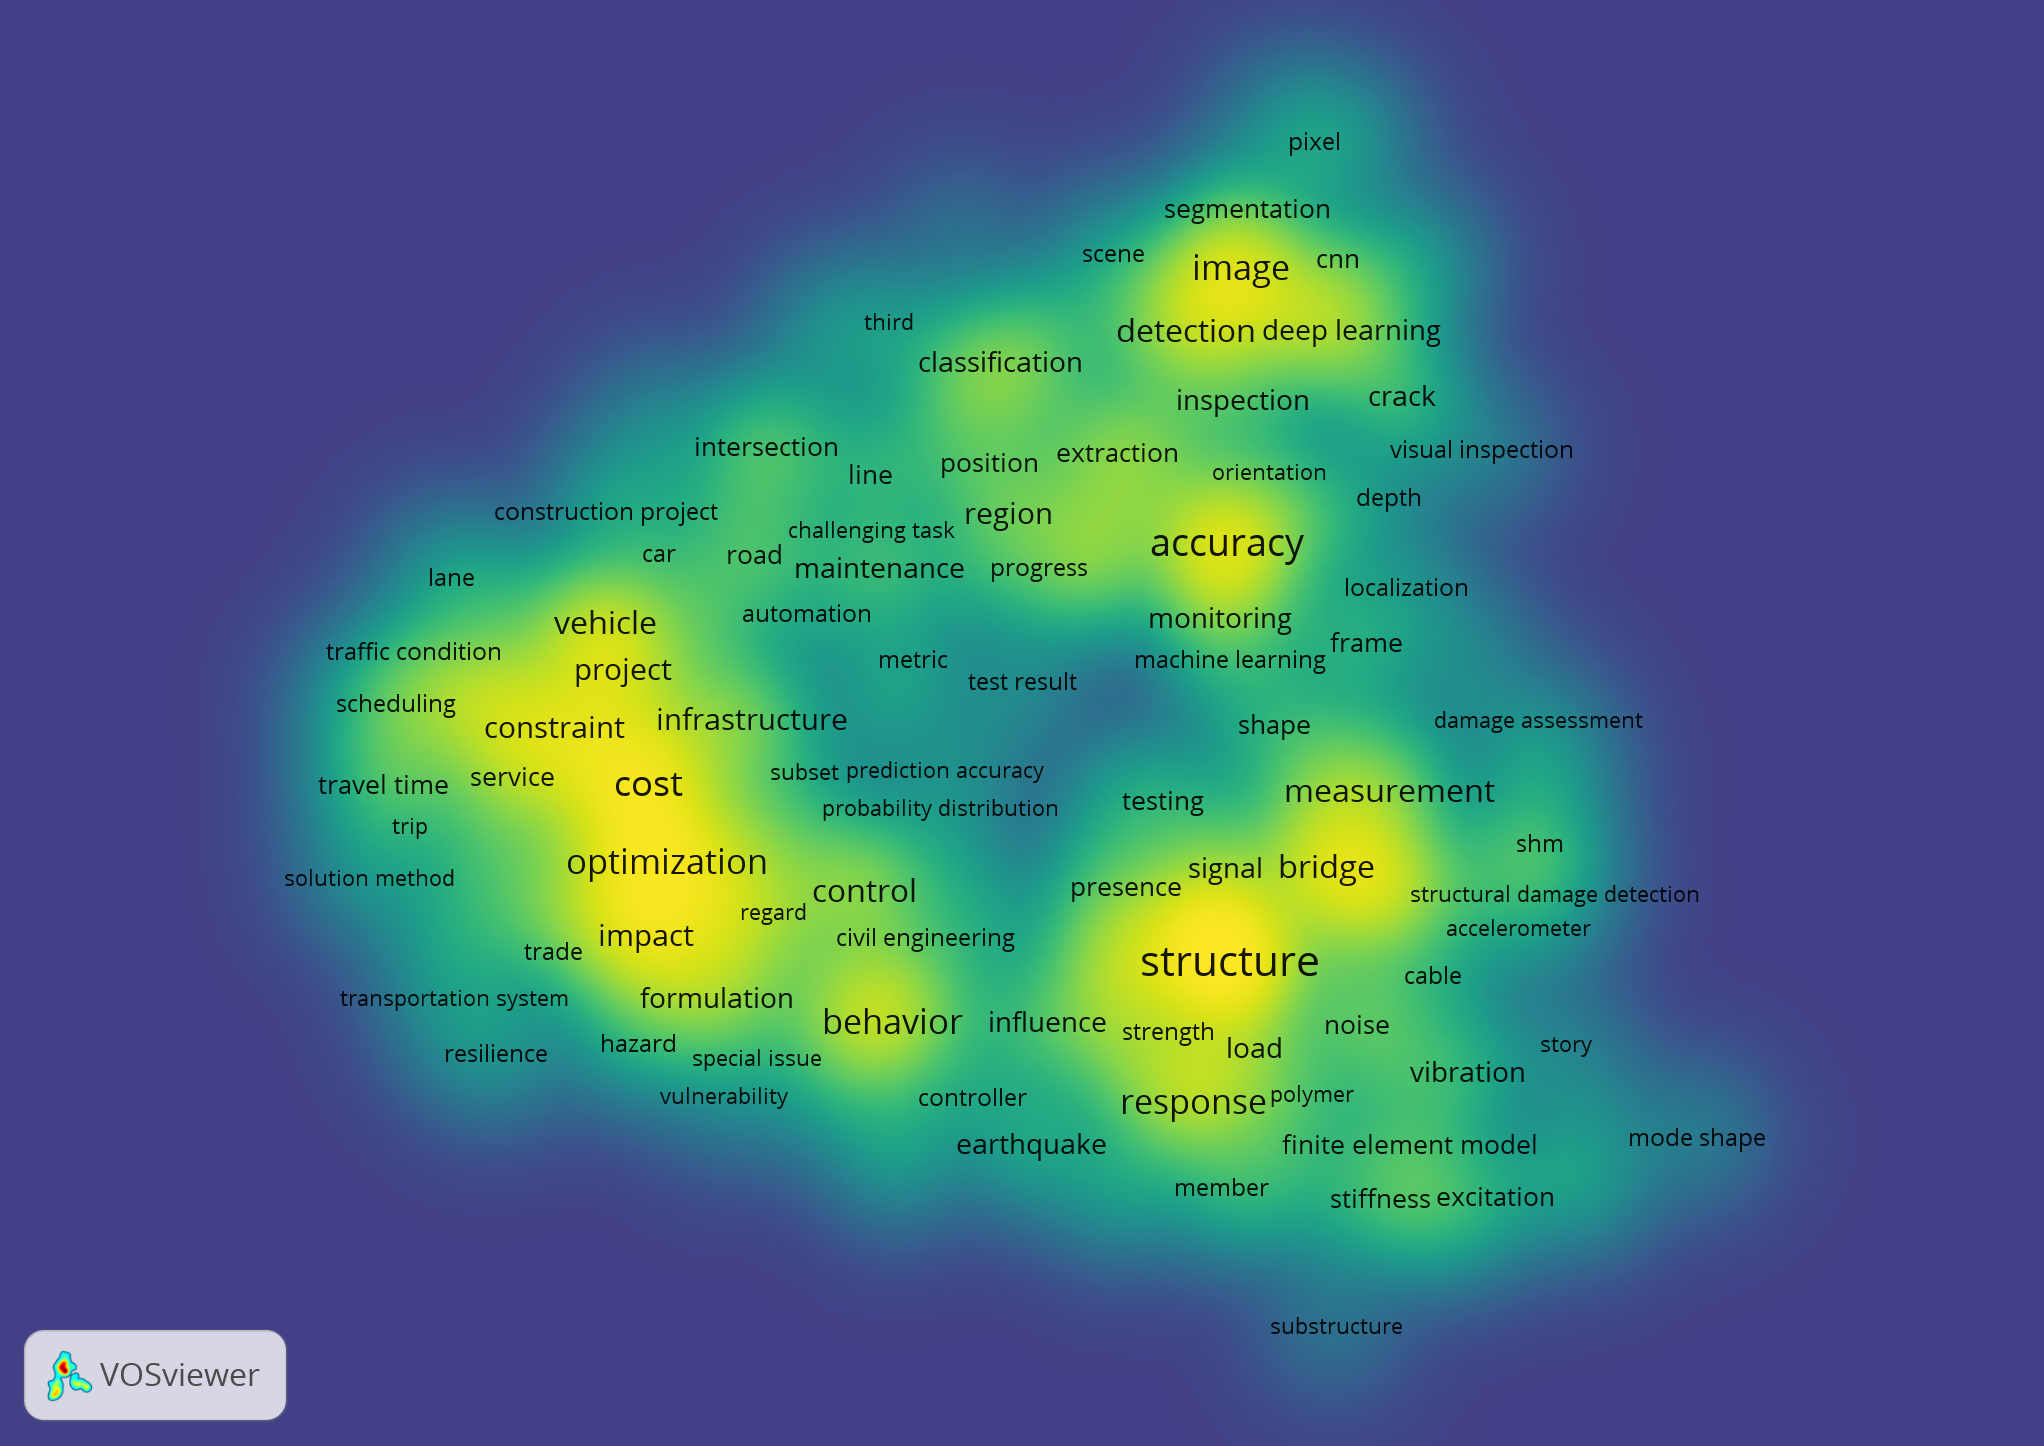 pixel
segmentation
scene
cnn
image
third
detection
deep learning
classification
inspection
crack
intersection
visual inspection
extraction
position
line
orientation
depth
construction project
region
challenging task
accuracy
car
road
maintenance
progress
lane
localization
automation
vehicle
monitoring
frame
traffic condition
metric
machine learning
project
test result
scheduling
constraint
infrastructure
shape
damage assessment
service
travel time
cost
subset
prediction accuracy
measurement
probability distribution
testing
trip
shm
optimization
signal
bridge
solution method
control
presence
structural damage detection
regard
accelerometer
impact
civil engineering
trade
structure
cable
transportation system
formulation
behavior
influence
strength
noise
resilience
hazard
special issue
load
story
vibration
vulnerability
controller
response
polymer
earthquake
finite element model
mode shape
member
stiffness
excitation
substructure
VOSviewer